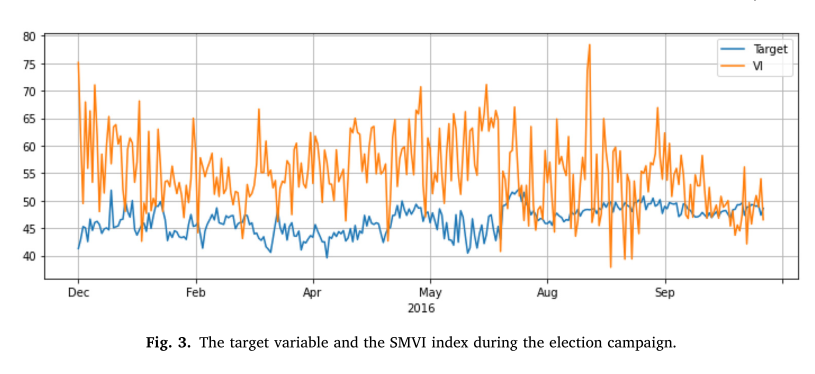 80
75
70
65
60
55
50
45
40
Target
VI
Dec
Feb
Apr
May
Aug
Sep
2016
Fig. 3. The target variable and the SMVI index during the election campaign.